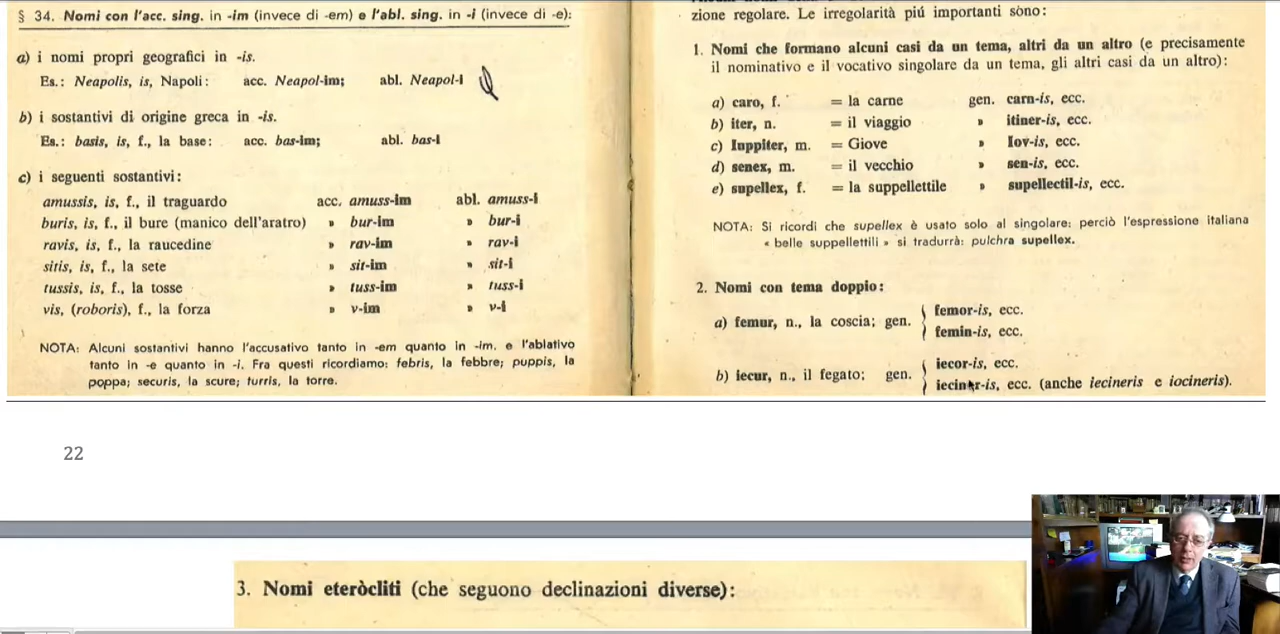 § 34. Nomi con l'acc. sing. in -im (invece di -em) e l'abl. sing. in -i (invece di -e):
a) i nomi propri geografici in -is.
Es.: Neapolis, is, Napoli: acc. Neapol-im; abl. Neapol-i
b) i sostantivi di origine greca in -is.
Es.: basis, is, f., la base: acc. bas-im; abl. bas-i
c) i seguenti sostantivi:
amussis, is, f., il traguardo acc. amuss-im abl. amuss-i
buris, is, f., il bure (manico dell'aratro) » bur-im » bur-i
ravis, is, f., la raucedine » rav-im » rav-i
sitis, is, f., la sete » sit-im » sit-i
tussis, is, f., la tosse » tuss-im » tuss-i
vis, (roboris), f., la forza » v-im » v-i
NOTA: Alcuni sostantivi hanno l'accusativo tanto in -em quanto in -im. e l'ablativo
tanto in -e quanto in -i. Fra questi ricordiamo: febris, la febbre; puppis, la
poppa; securis, la scure; turris, la torre.
zione regolare. Le irregolarità piú importanti sono:
1. Nomi che formano alcuni casi da un tema, altri da un altro (e precisamente
il nominativo e il vocativo singolare da un tema, gli altri casi da un altro):
a) caro, f. = la carne gen. carn-is, ecc.
b) iter, n. = il viaggio » itiner-is, ecc.
c) Iuppiter, m. = Giove » Iov-is, ecc.
d) senex, m. = il vecchio » sen-is, ecc.
e) supellex, f. = la suppellettile » supellectil-is, ecc.
NOTA: Si ricordi che supellex è usato solo al singolare: perciò l'espressione italiana
« belle suppellettili » si tradurrà: pulchra supellex.
2. Nomi con tema doppio:
a) femur, n., la coscia; gen. { femor-is, ecc.
femin-is, ecc.
b) iecur, n., il fegato; gen. { iecor-is, ecc.
ieciner-is, ecc. (anche iecineris e iocineris).
22
3. Nomi eteròcliti (che seguono declinazioni diverse):